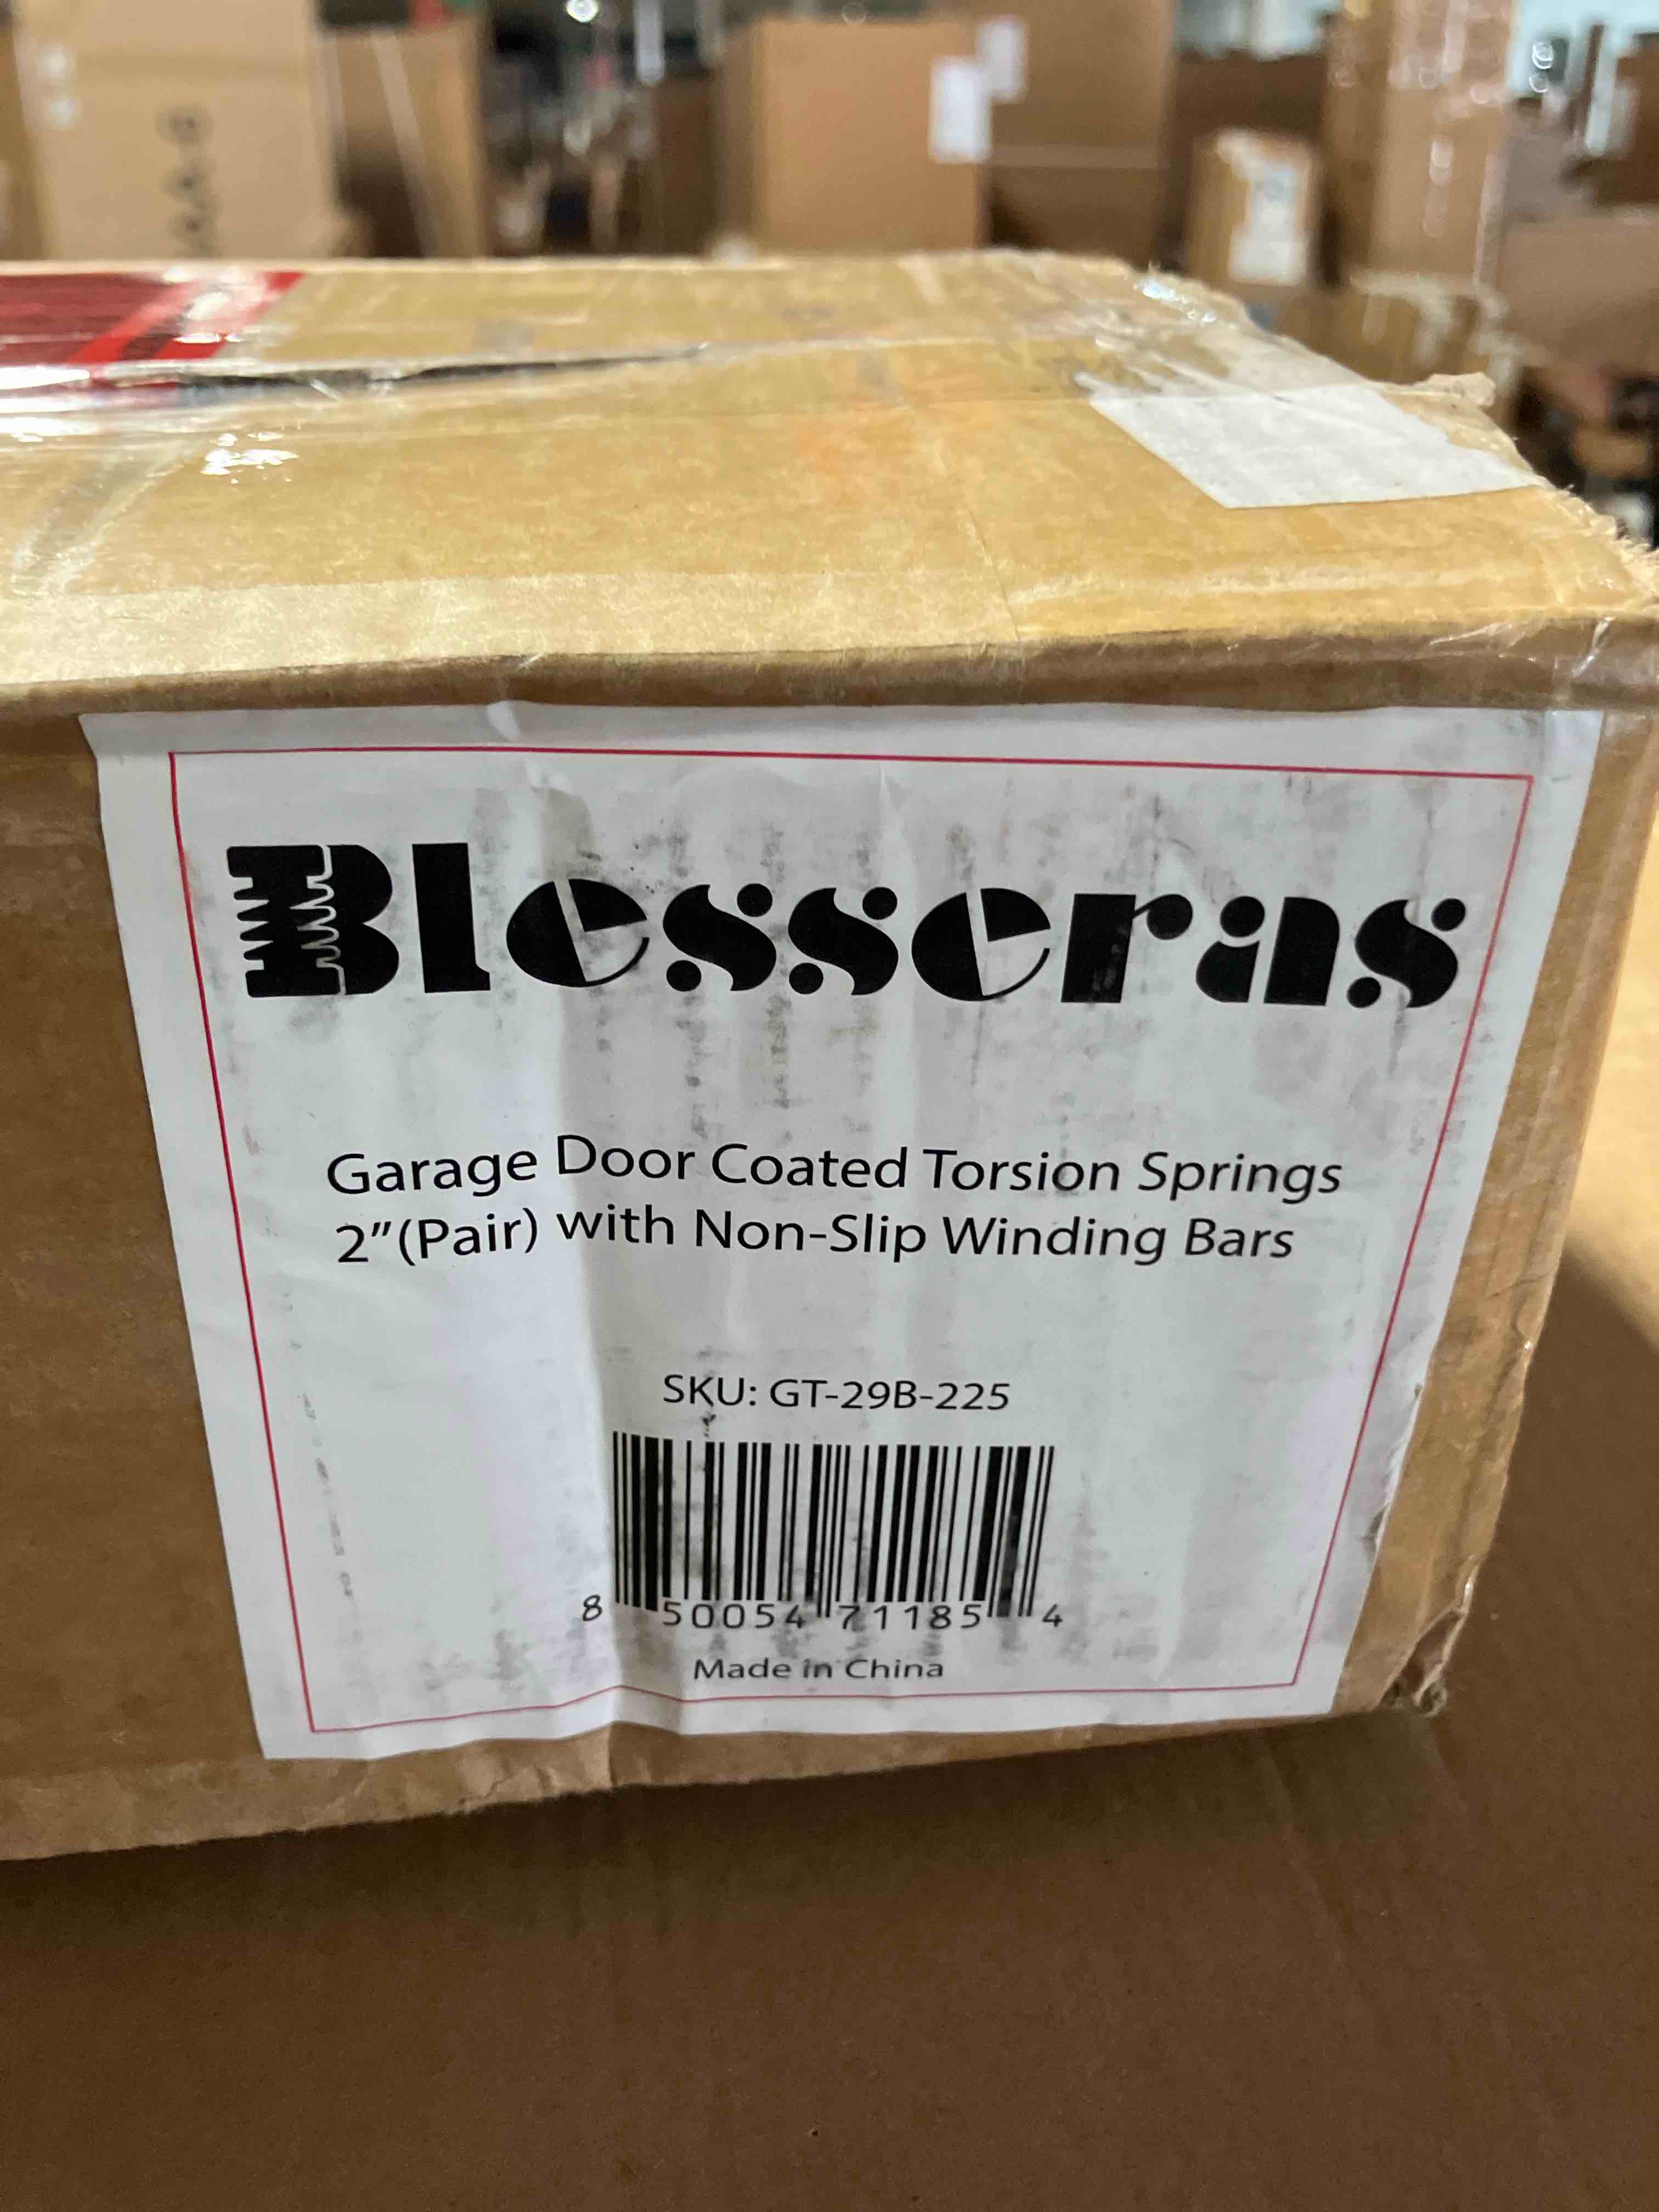 Blesseras
Garage Door Coated Torsion Springs
2"(Pair) with Non-Slip Winding Bars
SKU: GT-29B-225
8 50054 71185 4
Made in China